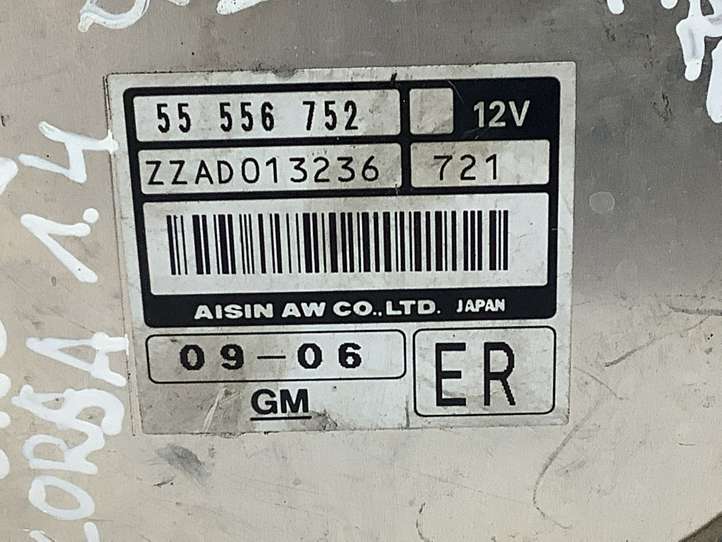 55 556 752 12V
ZZAD013236 721
AISIN AW CO.,LTD. JAPAN
09-06 ER
GM
CORSA 1.4